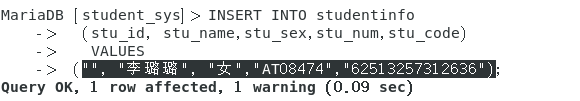 MariaDB [student_sys]> INSERT INTO studentinfo
-> (stu_id, stu_name,stu_sex,stu_num,stu_code)
-> VALUES
-> ("", "李璐璐", "女","AT08474","62513257312636");
Query OK, 1 row affected, 1 warning (0.09 sec)